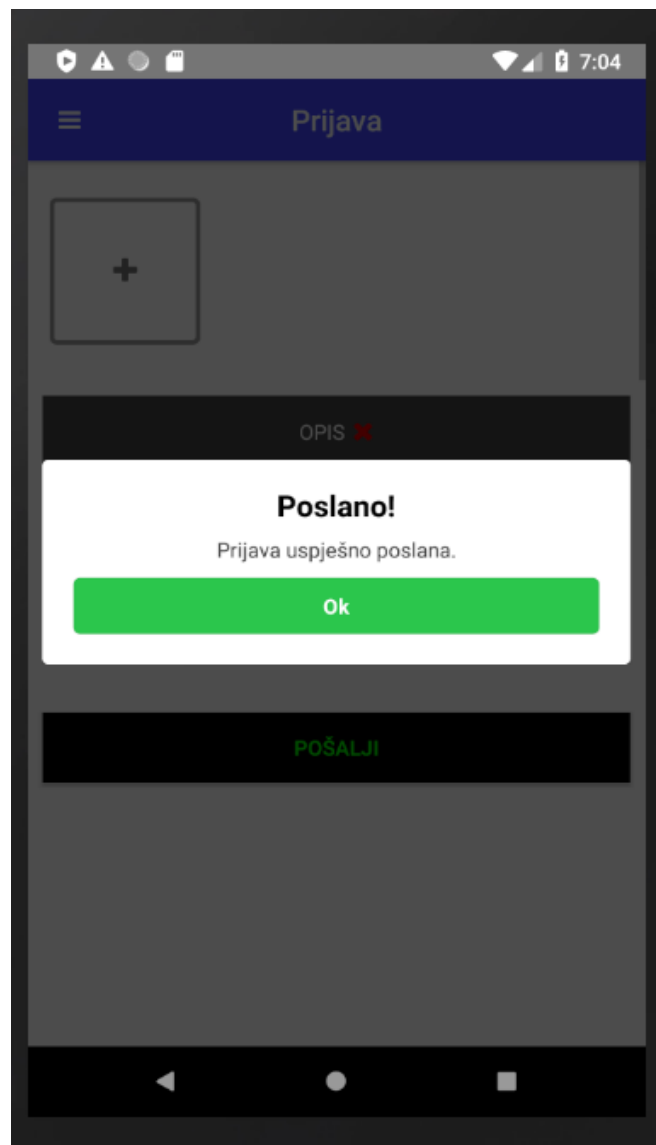 7:04
Prijava
OPIS
Poslano!
Prijava uspješno poslana.
Ok
POŠALJI